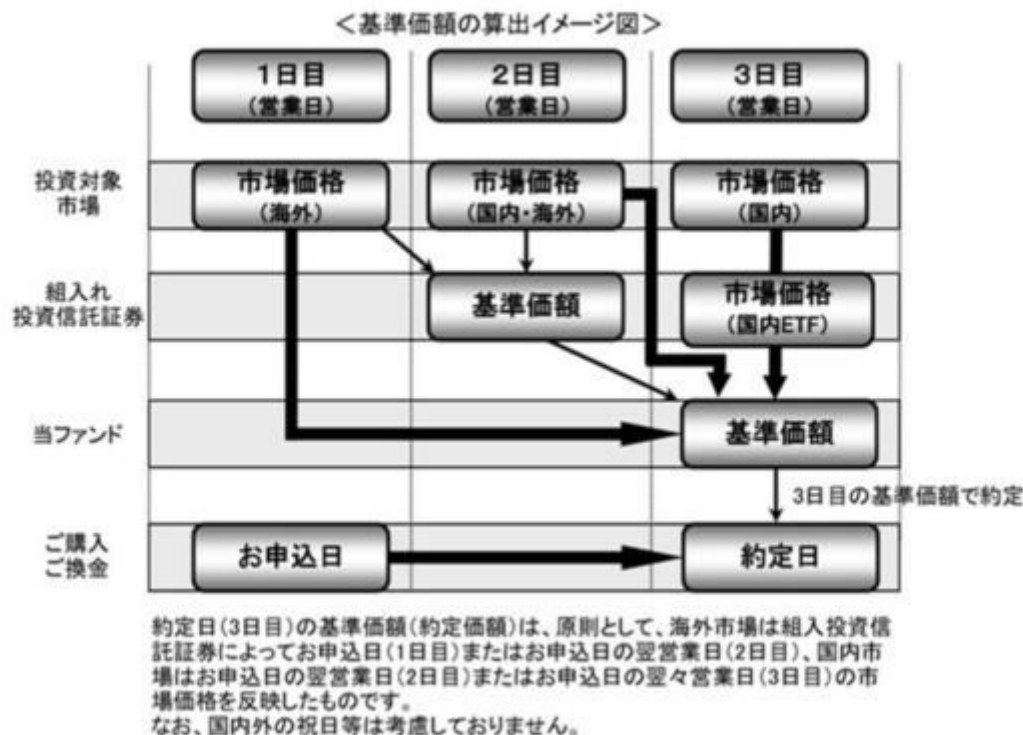 ＜基準価額の算出イメージ図＞
1日目
(営業日)
2日目
(営業日)
3日目
(営業日)
投資対象
市場
市場価格
(海外)
市場価格
(国内・海外)
市場価格
(国内)
組入れ
投資信託証券
基準価額
市場価格
(国内ETF)
当ファンド
基準価額
3日目の基準価額で約定
ご購入
ご換金
お申込日
約定日
約定日(3日目)の基準価額(約定価額)は、原則として、海外市場は組入投資信
託証券によってお申込日(1日目)またはお申込日の翌営業日(2日目)、国内市
場はお申込日の翌営業日(2日目)またはお申込日の翌々営業日(3日目)の市
場価格を反映したものです。
なお、国内外の祝日等は考慮しておりません。